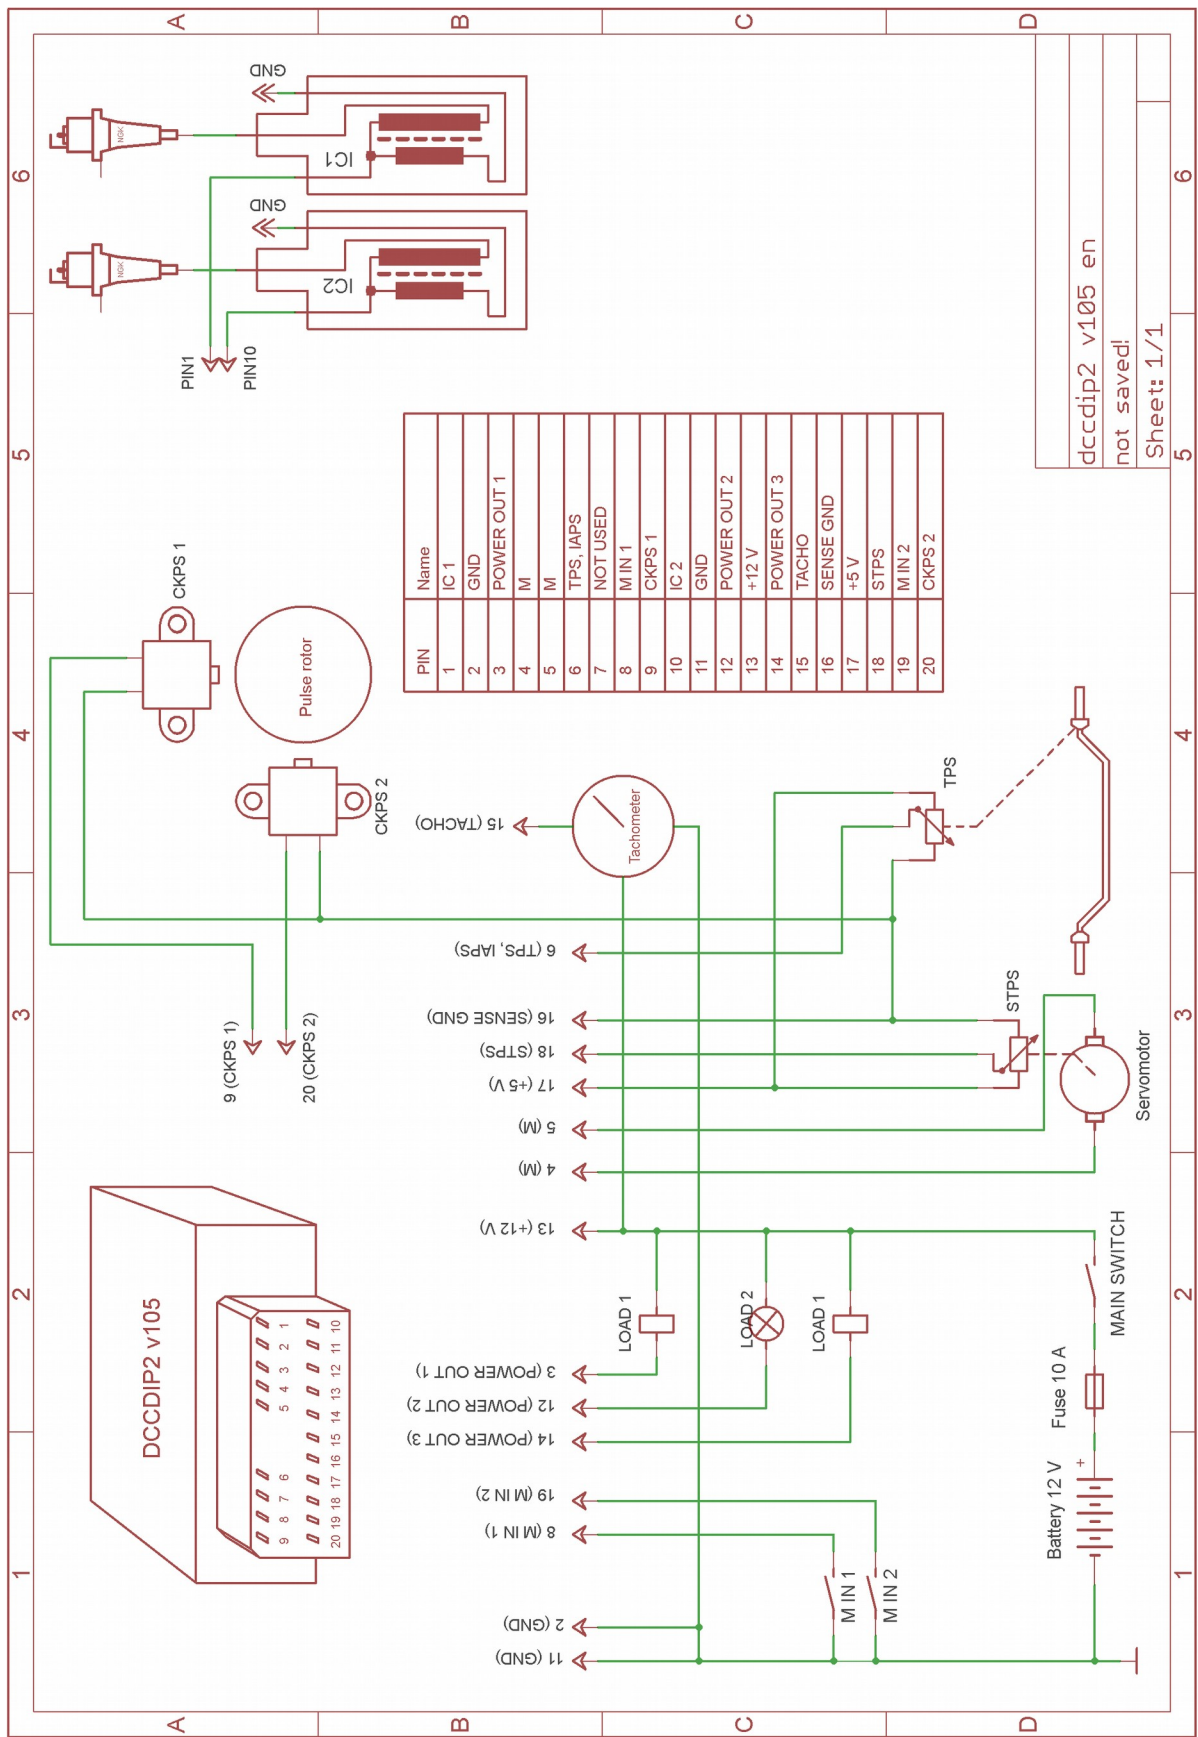 1
2
3
4
5
6
A
A
B
B
C
C
D
D
1
2
3
4
5
6
DCCDIP2 v105
9 8 7 6 5 4 3 2 1
20 19 18 17 16 15 14 13 12 11 10
9 (CKPS 1)
20 (CKPS 2)
CKPS 1
CKPS 2
Pulse rotor
PIN1
PIN10
NGK
NGK
GND
GND
IC2
IC1
11 (GND)
2 (GND)
8 (M IN 1)
19 (M IN 2)
14 (POWER OUT 3)
12 (POWER OUT 2)
3 (POWER OUT 1)
13 (+12 V)
4 (M)
5 (M)
17 (+5 V)
18 (STPS)
16 (SENSE GND)
6 (TPS, IAPS)
15 (TACHO)
Tachometer
LOAD 1
LOAD 2
LOAD 1
M IN 1
M IN 2
Battery 12 V
+
Fuse 10 A
MAIN SWITCH
Servomotor
STPS
TPS
PIN Name
1 IC 1
2 GND
3 POWER OUT 1
4 M
5 M
6 TPS, IAPS
7 NOT USED
8 M IN 1
9 CKPS 1
10 IC 2
11 GND
12 POWER OUT 2
13 +12 V
14 POWER OUT 3
15 TACHO
16 SENSE GND
17 +5 V
18 STPS
19 M IN 2
20 CKPS 2
dccdip2 v105 en
not saved!
Sheet: 1/1